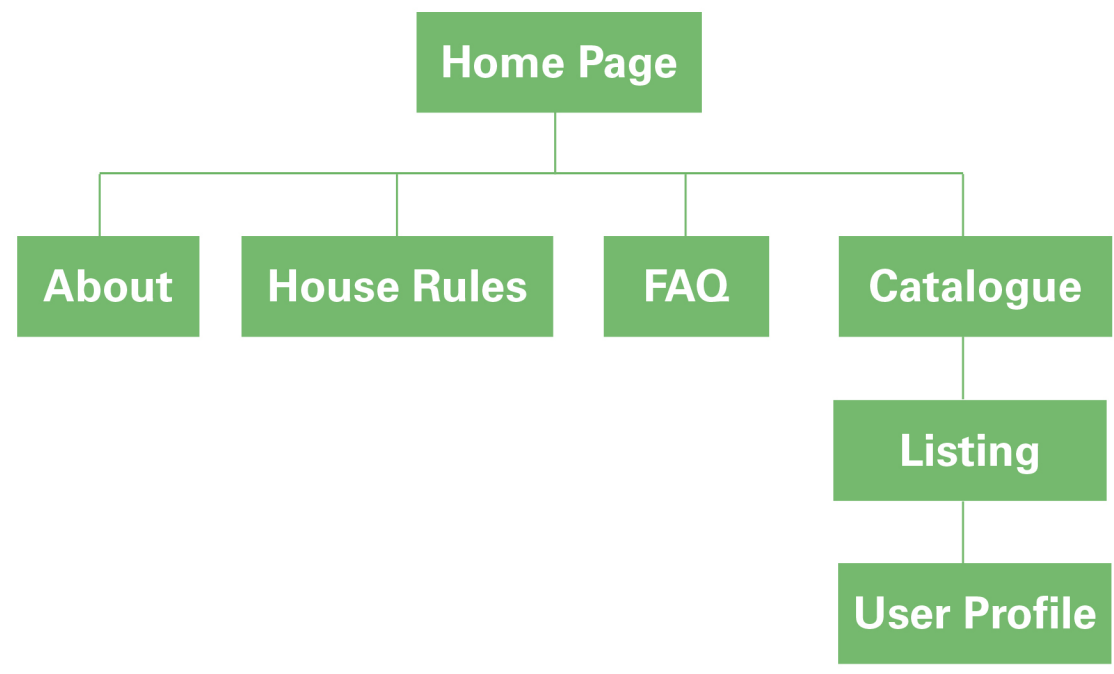 Home Page
About
House Rules
FAQ
Catalogue
Listing
User Profile